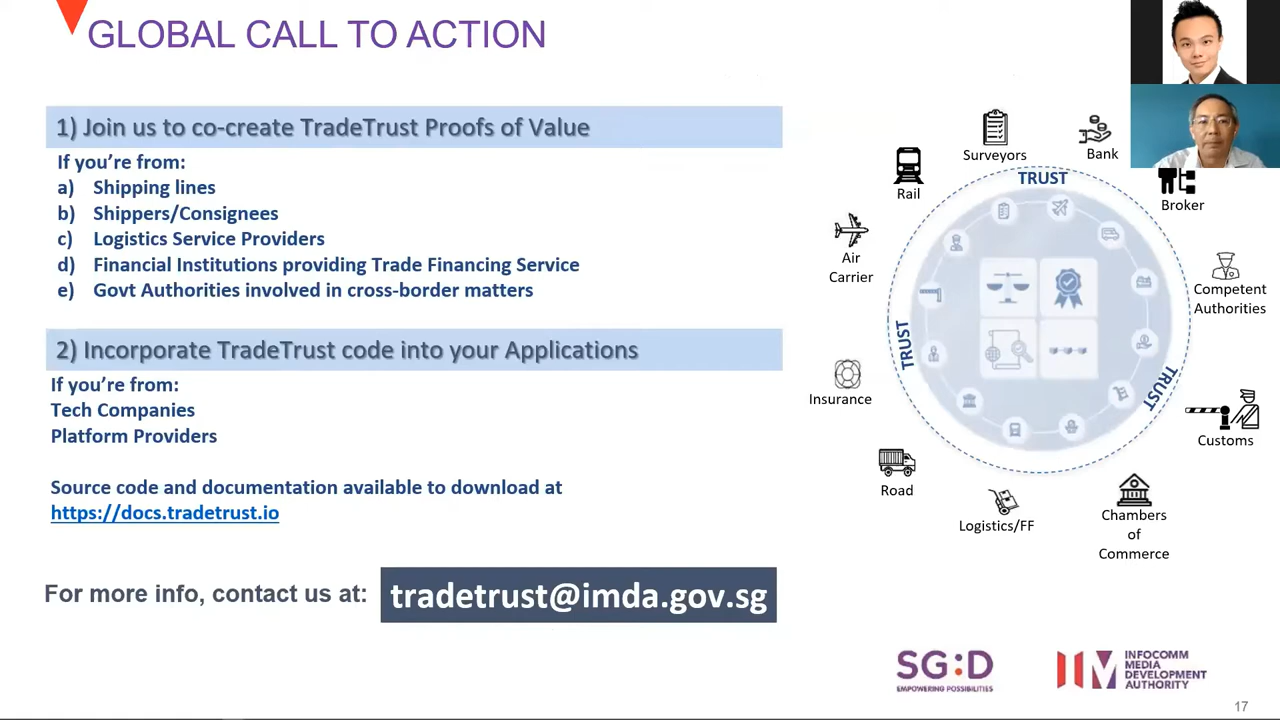 GLOBAL CALL TO ACTION
1) Join us to co-create TradeTrust Proofs of Value
If you're from:
a) Shipping lines
b) Shippers/Consignees
c) Logistics Service Providers
d) Financial Institutions providing Trade Financing Service
e) Govt Authorities involved in cross-border matters
2) Incorporate TradeTrust code into your Applications
If you're from:
Tech Companies
Platform Providers
Source code and documentation available to download at
https://docs.tradetrust.io
For more info, contact us at: tradetrust@imda.gov.sg
Surveyors
Bank
Rail
TRUST
Broker
Air
Carrier
Competent
Authorities
TRUST
TRUST
Insurance
Customs
Road
Logistics/FF
Chambers
of
Commerce
SG:D
EMPOWERING POSSIBILITIES
INFOCOMM
MEDIA
DEVELOPMENT
AUTHORITY
17